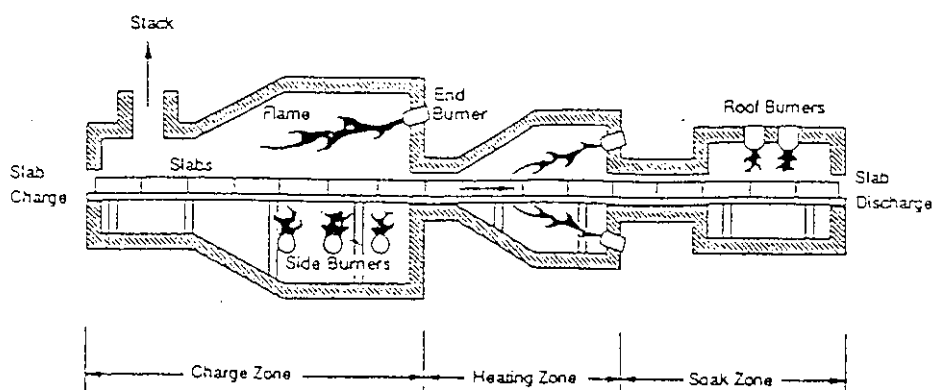 Stack
Flame
End
Burner
Roof Burners
Slab
Charge
Slabs
Slab
Discharge
Side Burners
Charge Zone
Heating Zone
Soak Zone